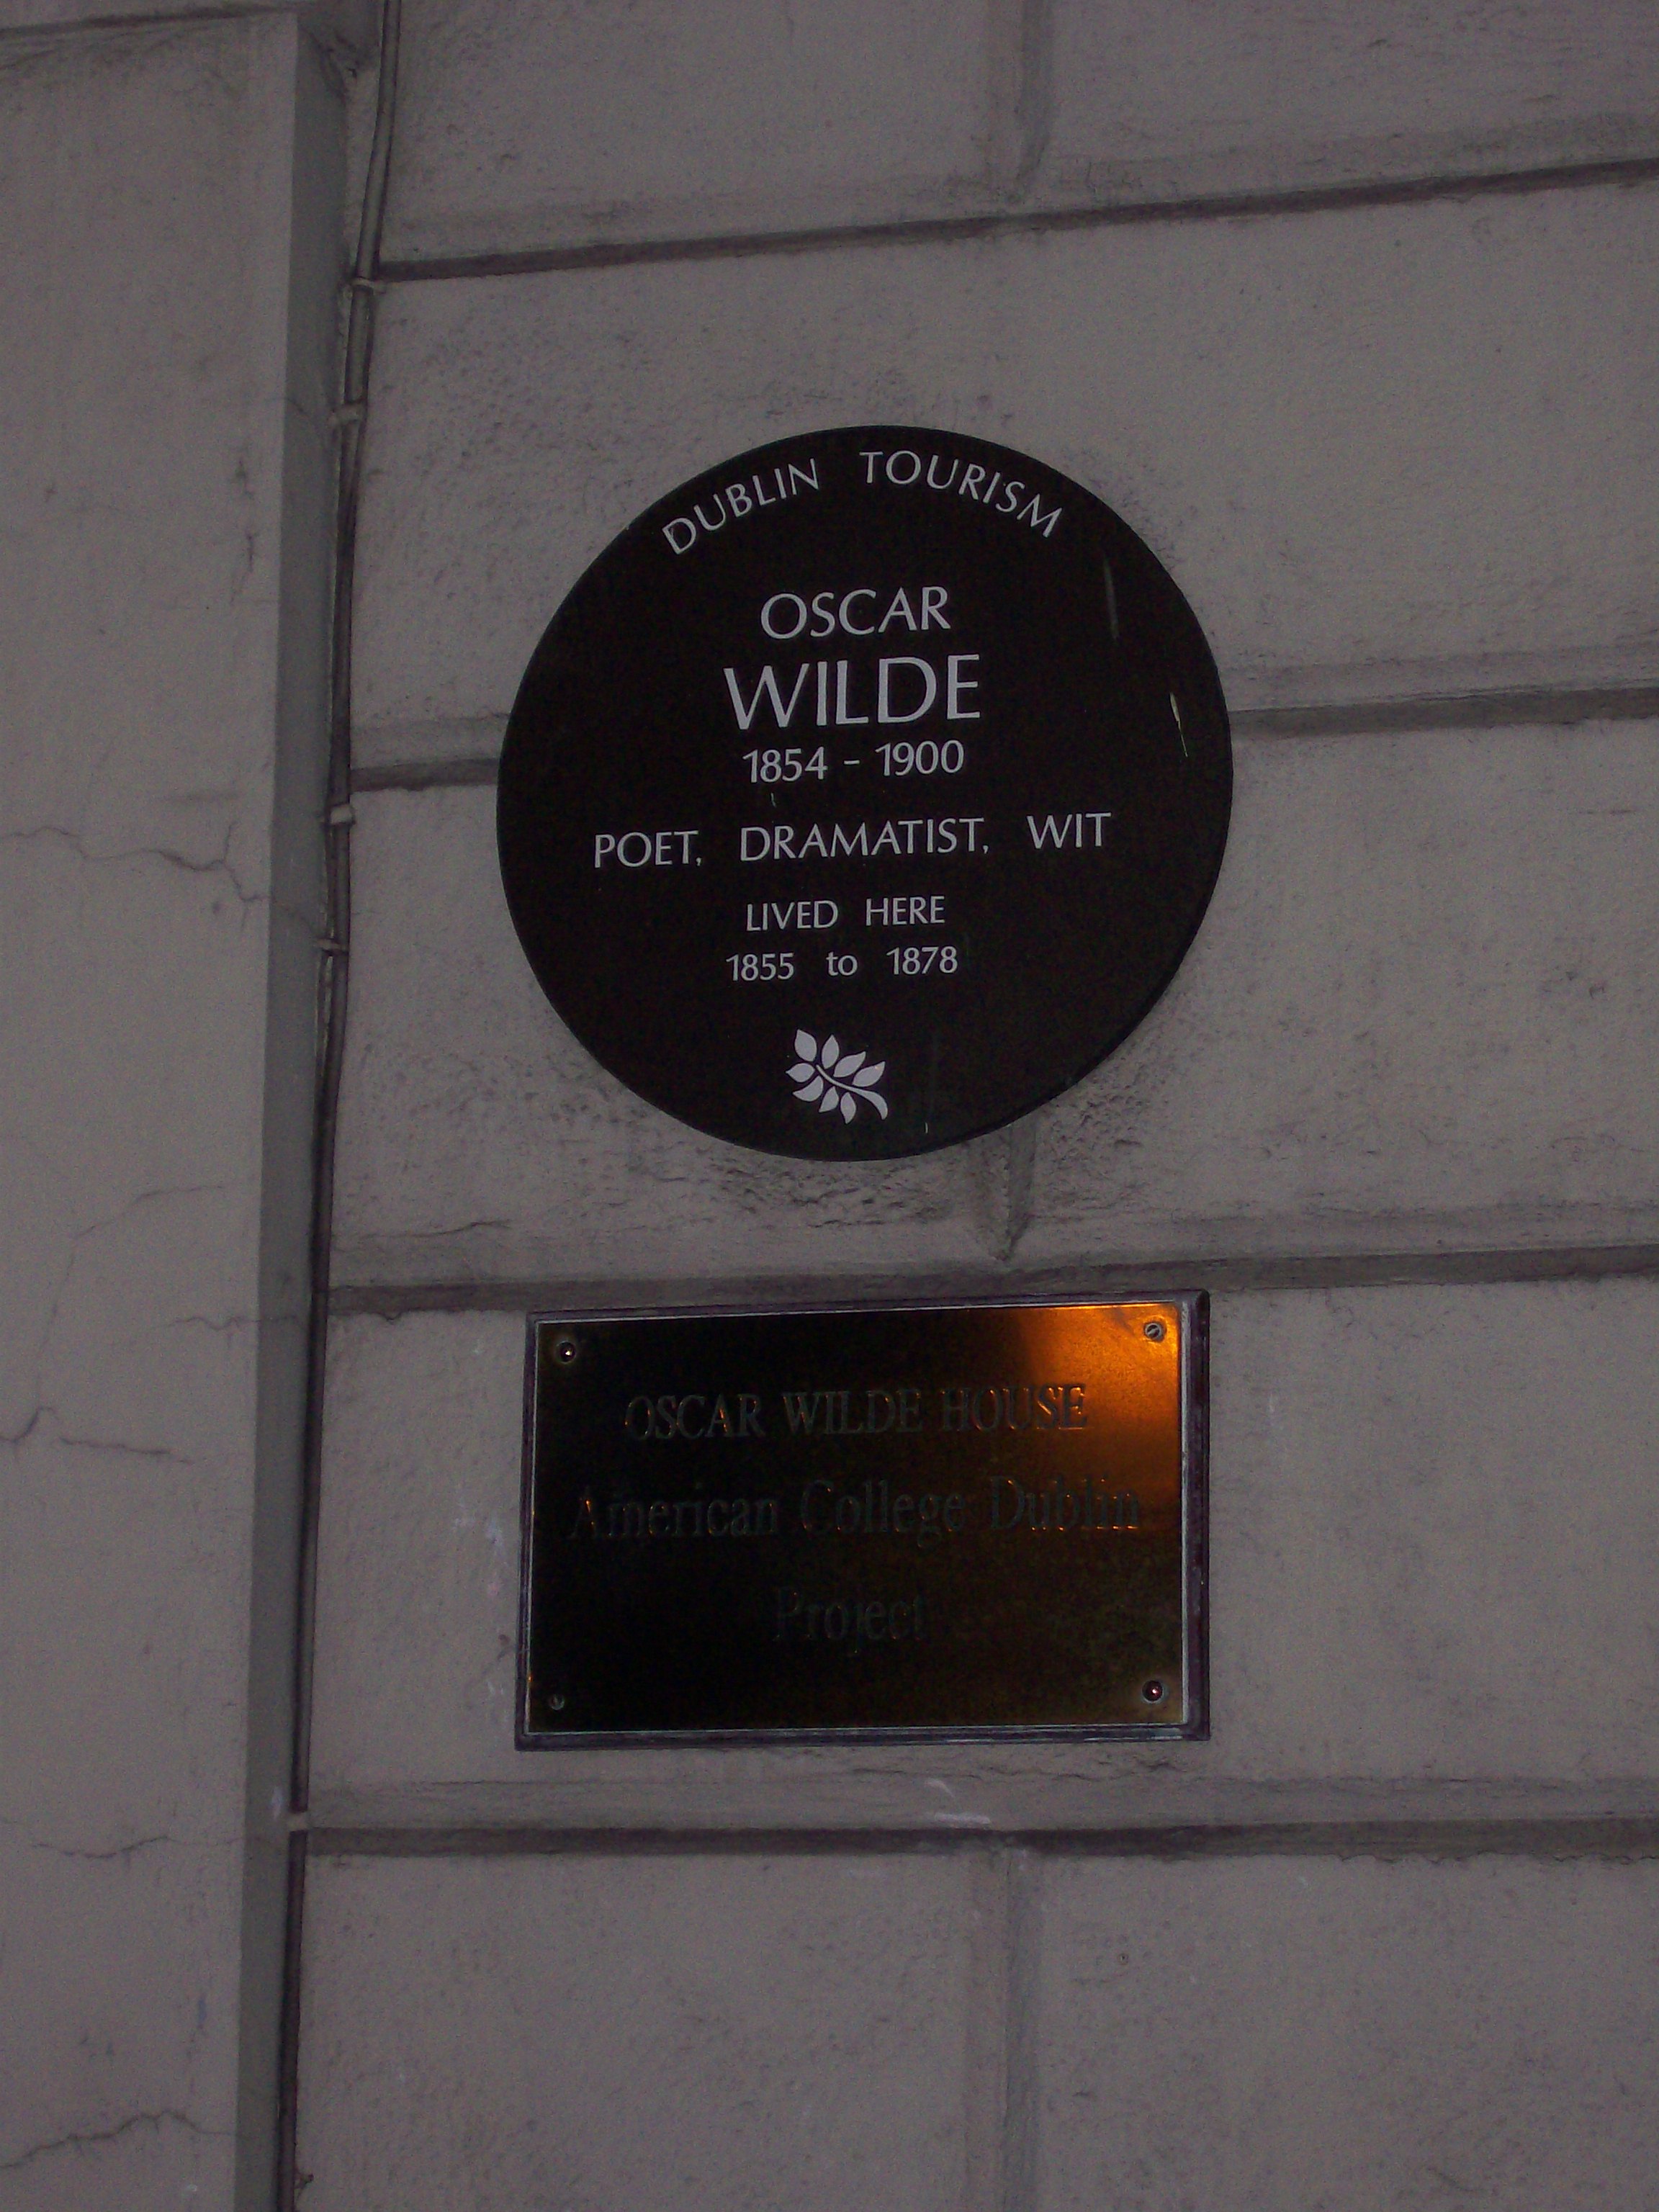 DUBLIN TOURISM
OSCAR
WILDE
1854 - 1900
POET, DRAMATIST, WIT
LIVED HERE
1855 to 1878
OSCAR WILDE HOUSE
American College Dublin
Project